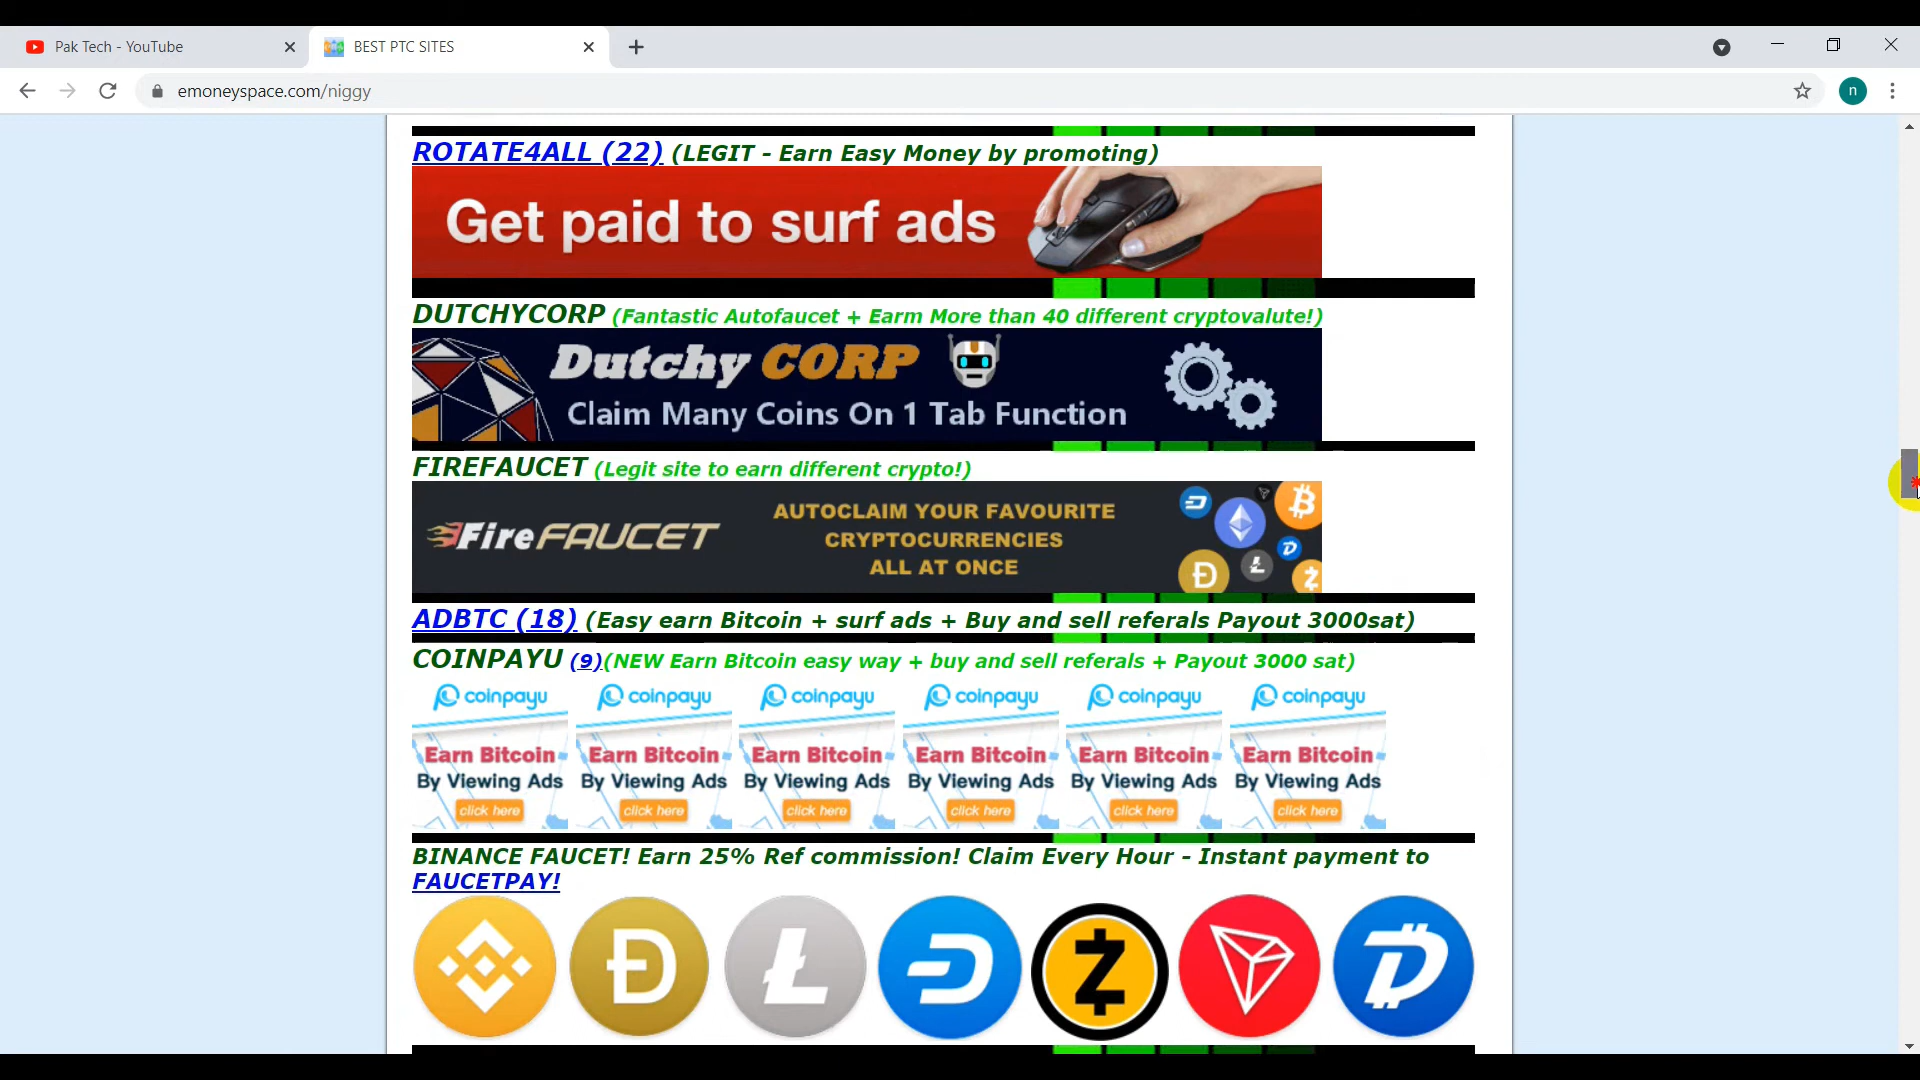 Pak Tech - YouTube
BEST PTC SITES
emoneyspace.com/niggy
n
ROTATE4ALL (22) (LEGIT - Earn Easy Money by promoting)
Get paid to surf ads
DUTCHYCORP (Fantastic Autofaucet + Earm More than 40 different cryptovalute!)
Dutchy CORP
Claim Many Coins On 1 Tab Function
FIREFAUCET (Legit site to earn different crypto!)
FireFAUCET
AUTOCLAIM YOUR FAVOURITE
CRYPTOCURRENCIES
ALL AT ONCE
ADBTC (18) (Easy earn Bitcoin + surf ads + Buy and sell referals Payout 3000sat)
COINPAYU (9)(NEW Earn Bitcoin easy way + buy and sell referals + Payout 3000 sat)
coinpayu coinpayu coinpayu coinpayu coinpayu coinpayu
Earn Bitcoin Earn Bitcoin Earn Bitcoin Earn Bitcoin Earn Bitcoin Earn Bitcoin
By Viewing Ads By Viewing Ads By Viewing Ads By Viewing Ads By Viewing Ads By Viewing Ads
click here click here click here click here click here click here
BINANCE FAUCET! Earn 25% Ref commission! Claim Every Hour - Instant payment to
FAUCETPAY!